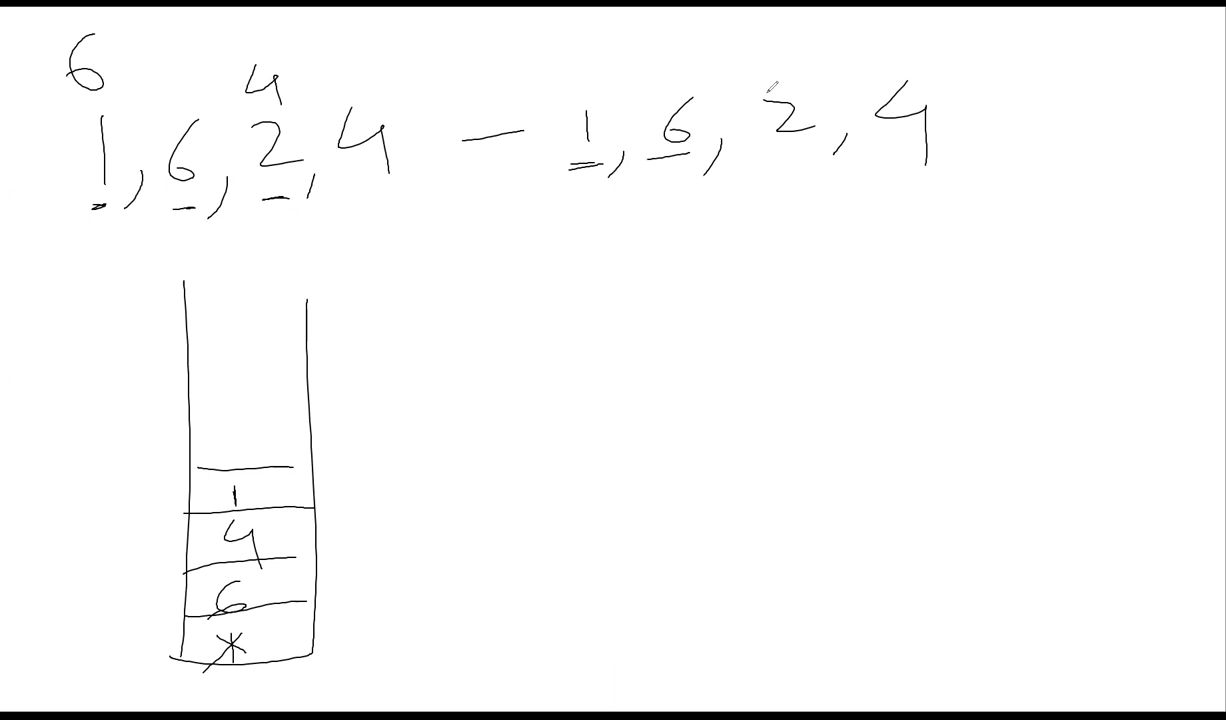 6 4
1, 6, 2, 4 — 1, 6, 2, 4
1
4
6